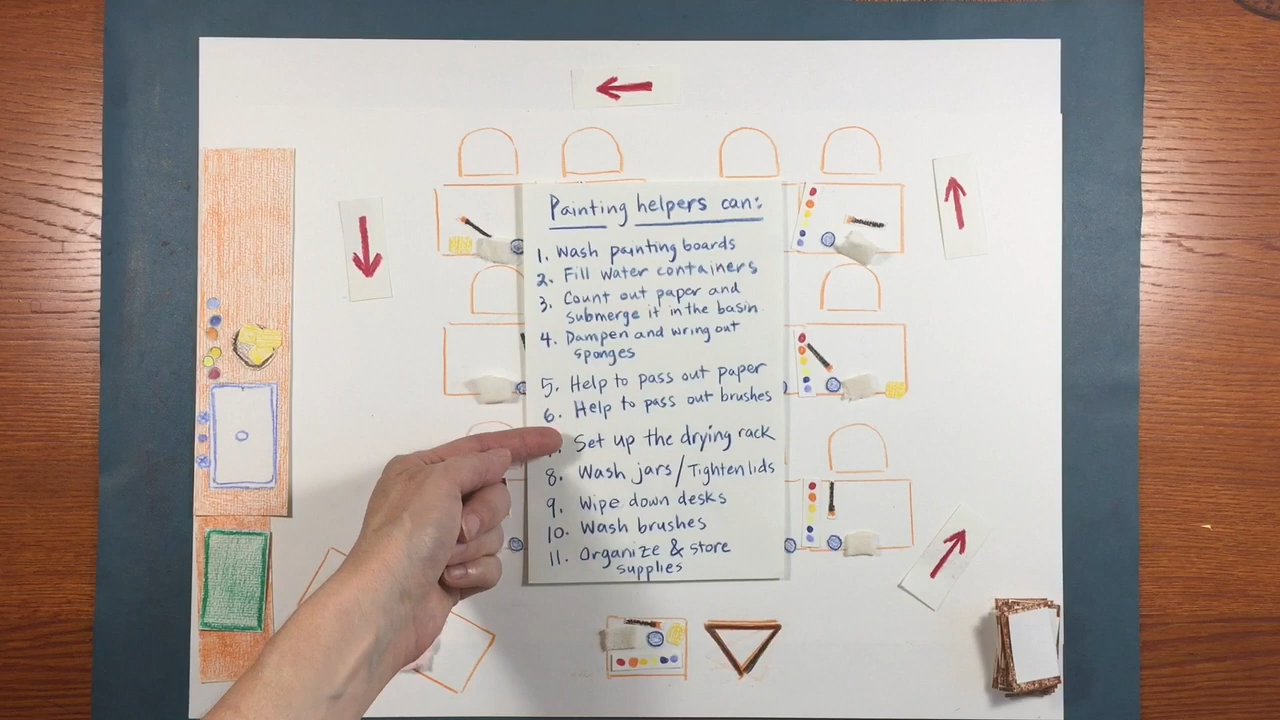 Painting helpers can:
1. Wash painting boards
2. Fill water containers
3. Count out paper and
submerge it in the basin
4. Dampen and wring out
sponges
5. Help to pass out paper
6. Help to pass out brushes
Set up the drying rack
8. Wash jars/Tighten lids
9. Wipe down desks
10. Wash brushes
11. Organize & store
supplies